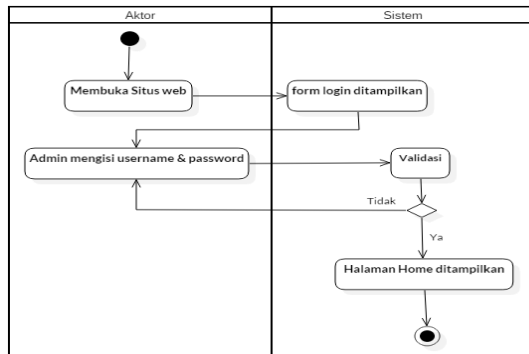 Aktor
Sistem
Membuka Situs web
form login ditampilkan
Admin mengisi username & password
Validasi
Tidak
Ya
Halaman Home ditampilkan